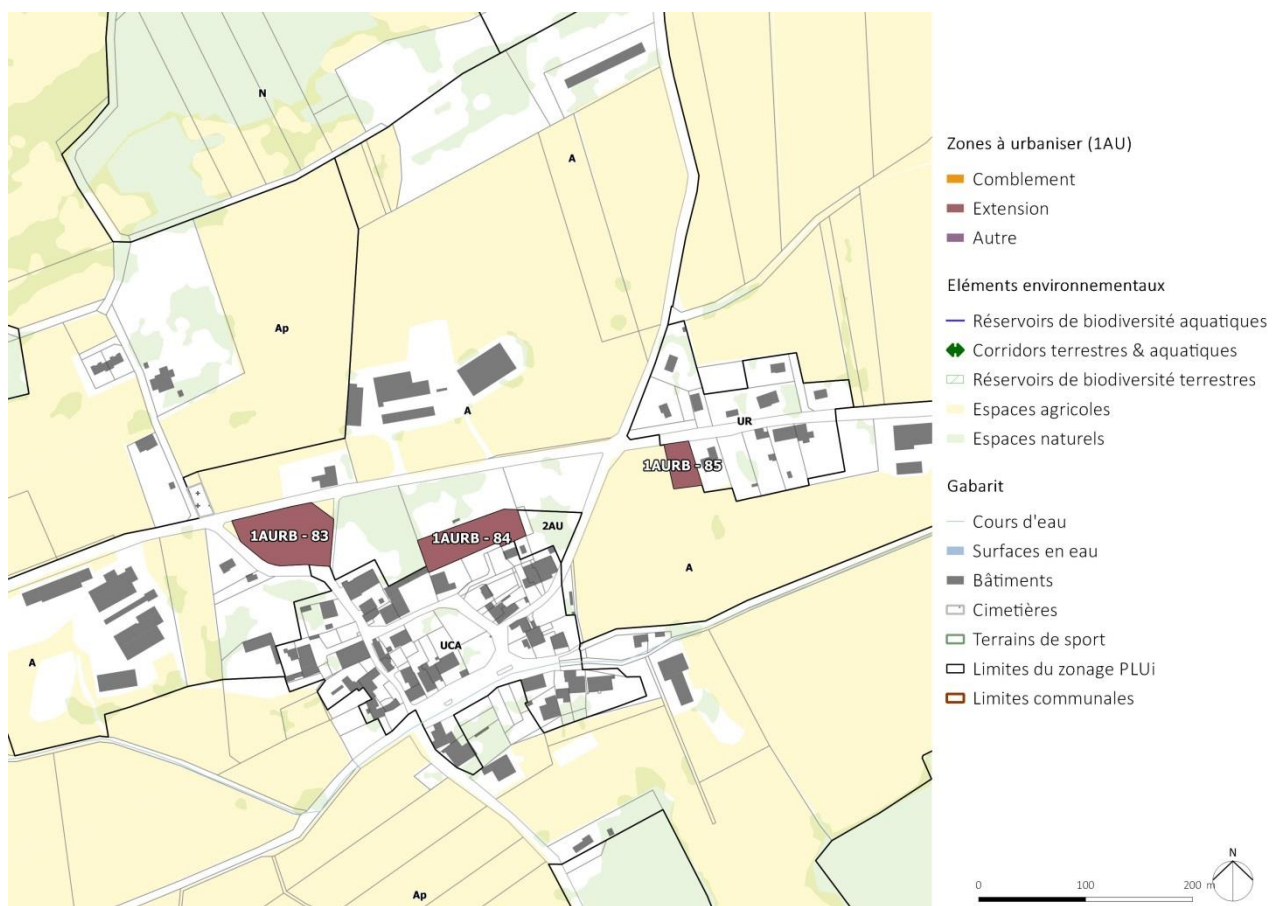 N
A
Ap
A
UR
1AURB - 85
1AURB - 83
1AURB - 84
2AU
A
UCA
A
Ap
Zones à urbaniser (1AU)
Comblement
Extension
Autre
Eléments environnementaux
Réservoirs de biodiversité aquatiques
Corridors terrestres & aquatiques
Réservoirs de biodiversité terrestres
Espaces agricoles
Espaces naturels
Gabarit
Cours d'eau
Surfaces en eau
Bâtiments
Cimetières
Terrains de sport
Limites du zonage PLUi
Limites communales
N
0 100 200 m